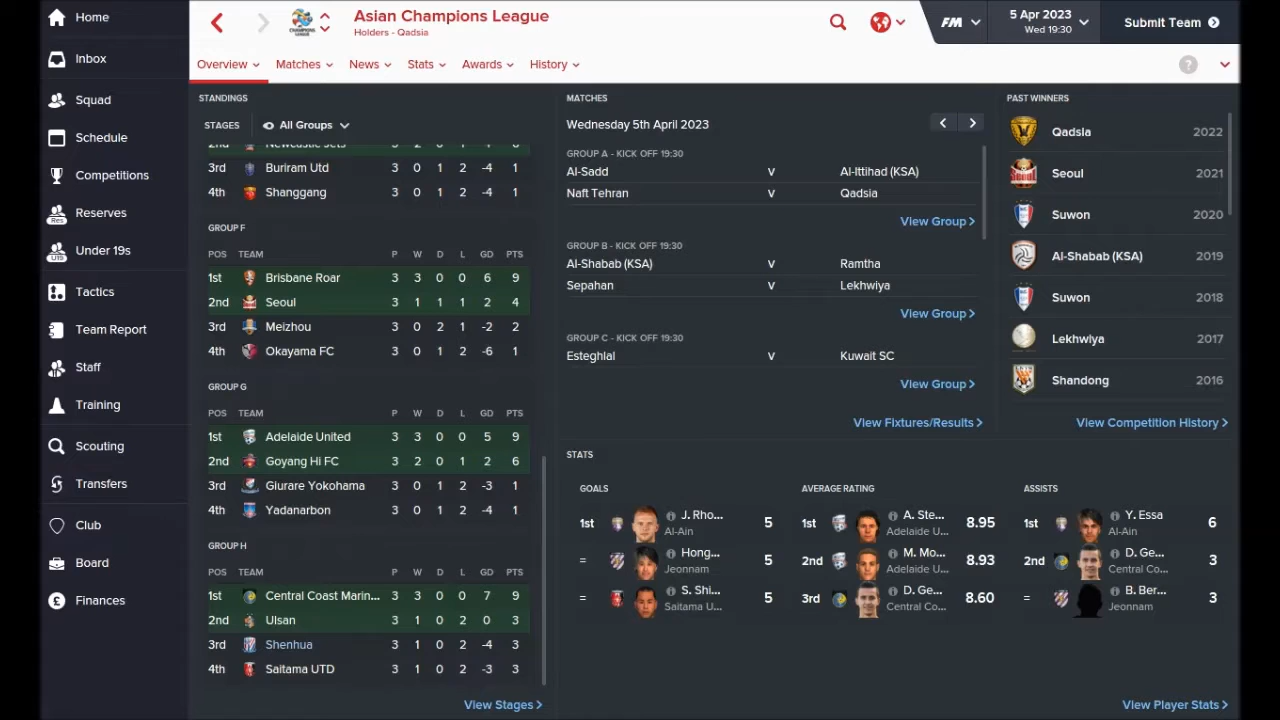 Home
Inbox
Squad
Schedule
Competitions
Res
Reserves
U19
Under 19s
Tactics
Team Report
Staff
Training
Scouting
Transfers
Club
Board
£
Finances
Asian Champions League
Holders - Qadsia
FM
5 Apr 2023
Wed 19:30
Submit Team
Overview Matches News Stats Awards History
?
STANDINGS
STAGES All Groups
2nd Newcastle Jets
3rd Buriram Utd 3 0 1 2 -4 1
4th Shanggang 3 0 1 2 -4 1
GROUP F
POS TEAM P W D L GD PTS
1st Brisbane Roar 3 3 0 0 6 9
2nd Seoul 3 1 1 1 2 4
3rd Meizhou 3 0 2 1 -2 2
4th Okayama FC 3 0 1 2 -6 1
GROUP G
POS TEAM P W D L GD PTS
1st Adelaide United 3 3 0 0 5 9
2nd Goyang Hi FC 3 2 0 1 2 6
3rd Giurare Yokohama 3 0 1 2 -3 1
4th Yadanarbon 3 0 1 2 -4 1
GROUP H
POS TEAM P W D L GD PTS
1st Central Coast Marin... 3 3 0 0 7 9
2nd Ulsan 3 1 0 2 0 3
3rd Shenhua 3 1 0 2 -4 3
4th Saitama UTD 3 1 0 2 -3 3
View Stages
MATCHES
Wednesday 5th April 2023
GROUP A - KICK OFF 19:30
Al-Sadd v Al-Ittihad (KSA)
Naft Tehran v Qadsia
View Group
GROUP B - KICK OFF 19:30
Al-Shabab (KSA) v Ramtha
Sepahan v Lekhwiya
View Group
GROUP C - KICK OFF 19:30
Esteghlal v Kuwait SC
View Group
View Fixtures/Results
PAST WINNERS
Qadsia 2022
Seoul 2021
Suwon 2020
Al-Shabab (KSA) 2019
Suwon 2018
Lekhwiya 2017
Shandong 2016
View Competition History
STATS
GOALS
1st J. Rho... 5
Al-Ain
= Hong... 5
Jeonnam
= S. Shi... 5
Saitama U...
AVERAGE RATING
1st A. Ste... 8.95
Adelaide U...
2nd M. Mo... 8.93
Adelaide U...
3rd D. Ge... 8.60
Central Co...
ASSISTS
1st Y. Essa 6
Al-Ain
2nd D. Ge... 3
Central Co...
= B. Ber... 3
Jeonnam
View Player Stats